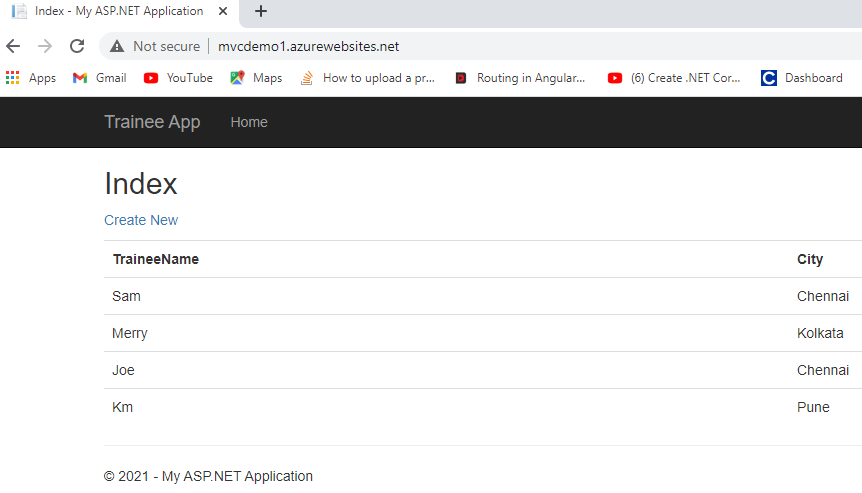 Index - My ASP.NET Application
Not secure mvcdemo1.azurewebsites.net
Apps Gmail YouTube Maps How to upload a pr... Routing in Angular... (6) Create .NET Cor... Dashboard
Trainee App Home
Index
Create New
TraineeName City
Sam Chennai
Merry Kolkata
Joe Chennai
Km Pune
© 2021 - My ASP.NET Application